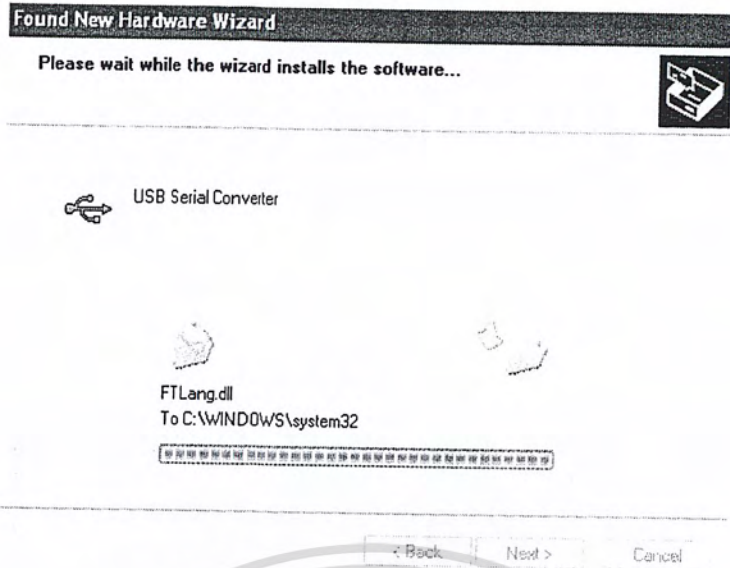 Found New Hardware Wizard
Please wait while the wizard installs the software...
USB Serial Converter
FTLang.dll
To C:\WINDOWS\system32
< Back Next > Cancel